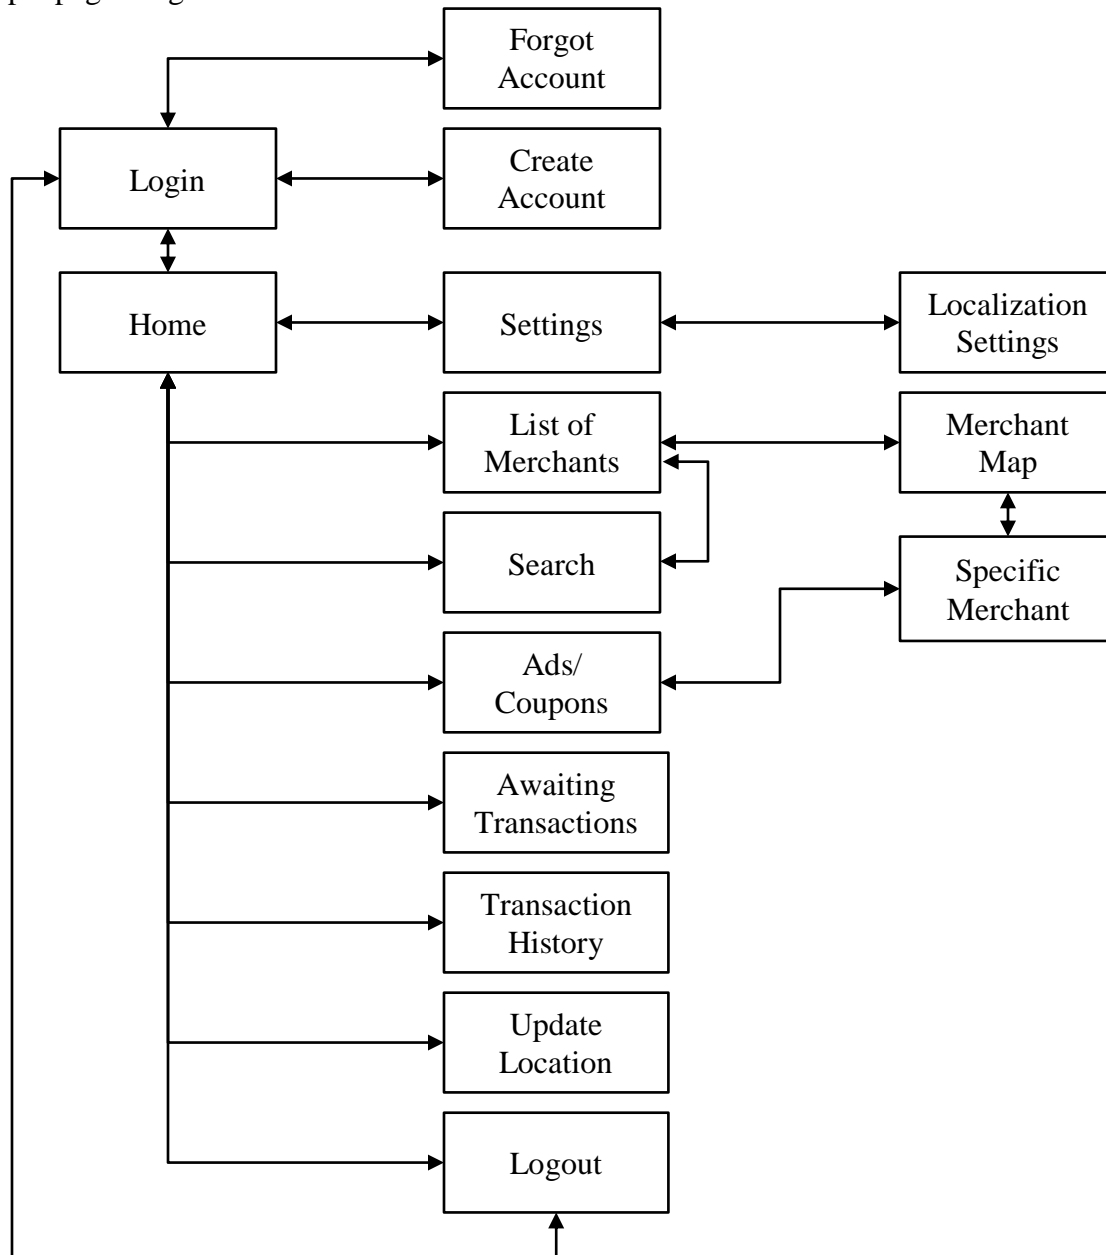 Forgot
Account
Login
Create
Account
Home
Settings
Localization
Settings
List of
Merchants
Merchant
Map
Search
Specific
Merchant
Ads/
Coupons
Awaiting
Transactions
Transaction
History
Update
Location
Logout